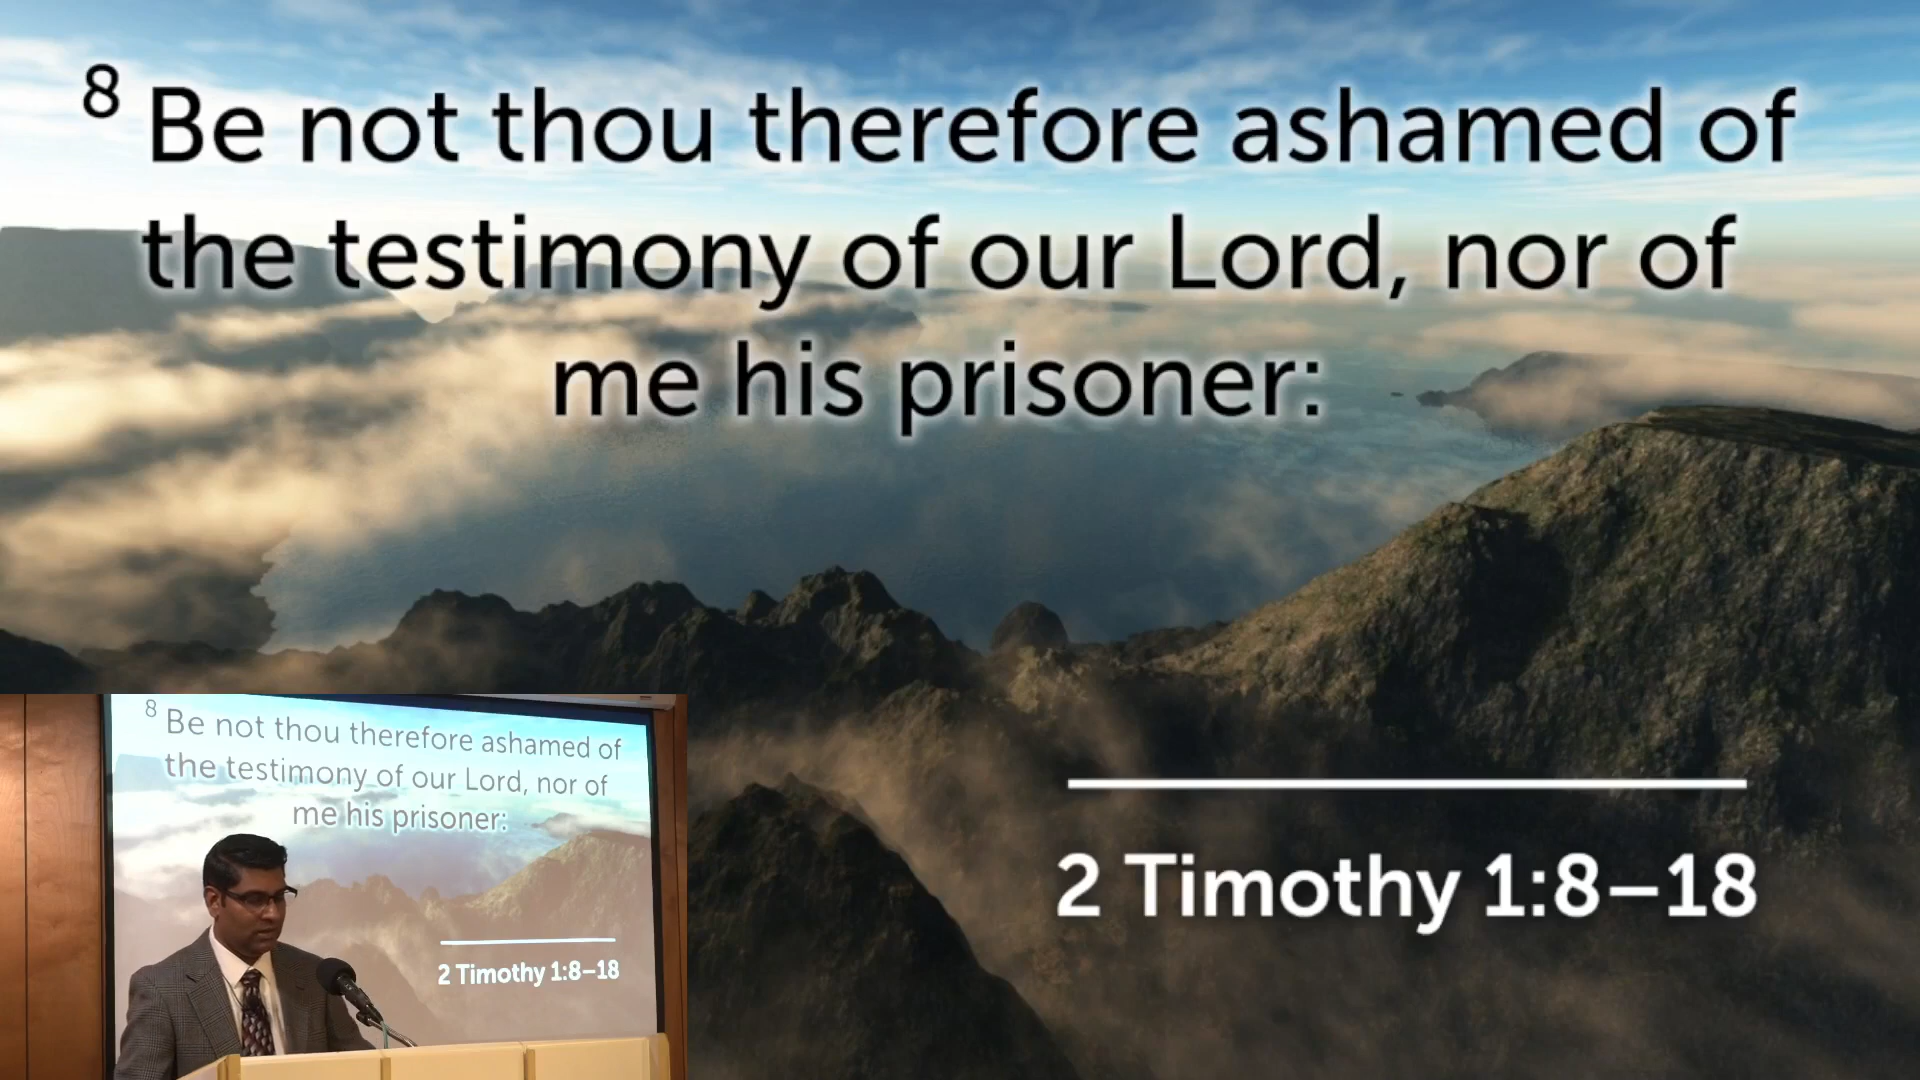 8 Be not thou therefore ashamed of
the testimony of our Lord, nor of
me his prisoner:
2 Timothy 1:8–18
8 Be not thou therefore ashamed of
the testimony of our Lord, nor of
me his prisoner:
2 Timothy 1:8–18